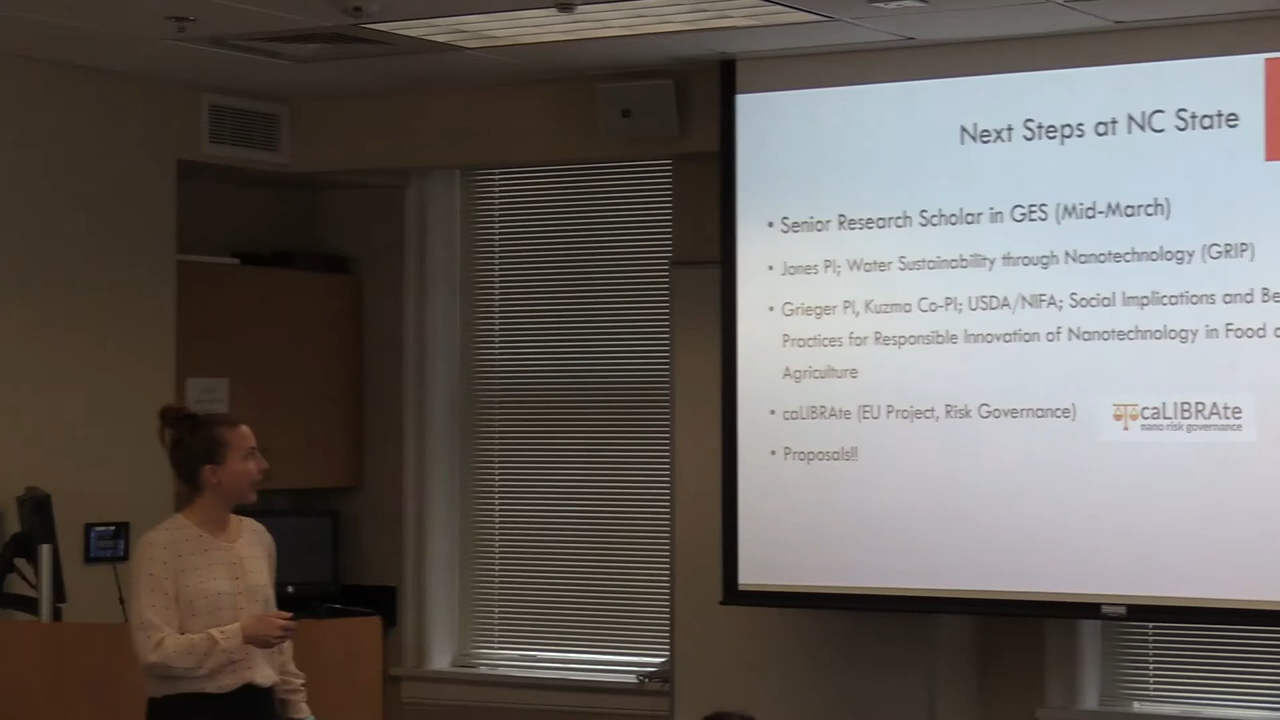 Next Steps at NC State
• Senior Research Scholar in GES (Mid-March)
• Jones PI; Water Sustainability through Nanotechnology (GRIP)
• Grieger PI, Kuzma Co-PI; USDA/NIFA; Social Implications and Be
Practices for Responsible Innovation of Nanotechnology in Food
Agriculture
• caLIBRAte (EU Project, Risk Governance)
caLIBRAte
nano risk governance
• Proposals!!